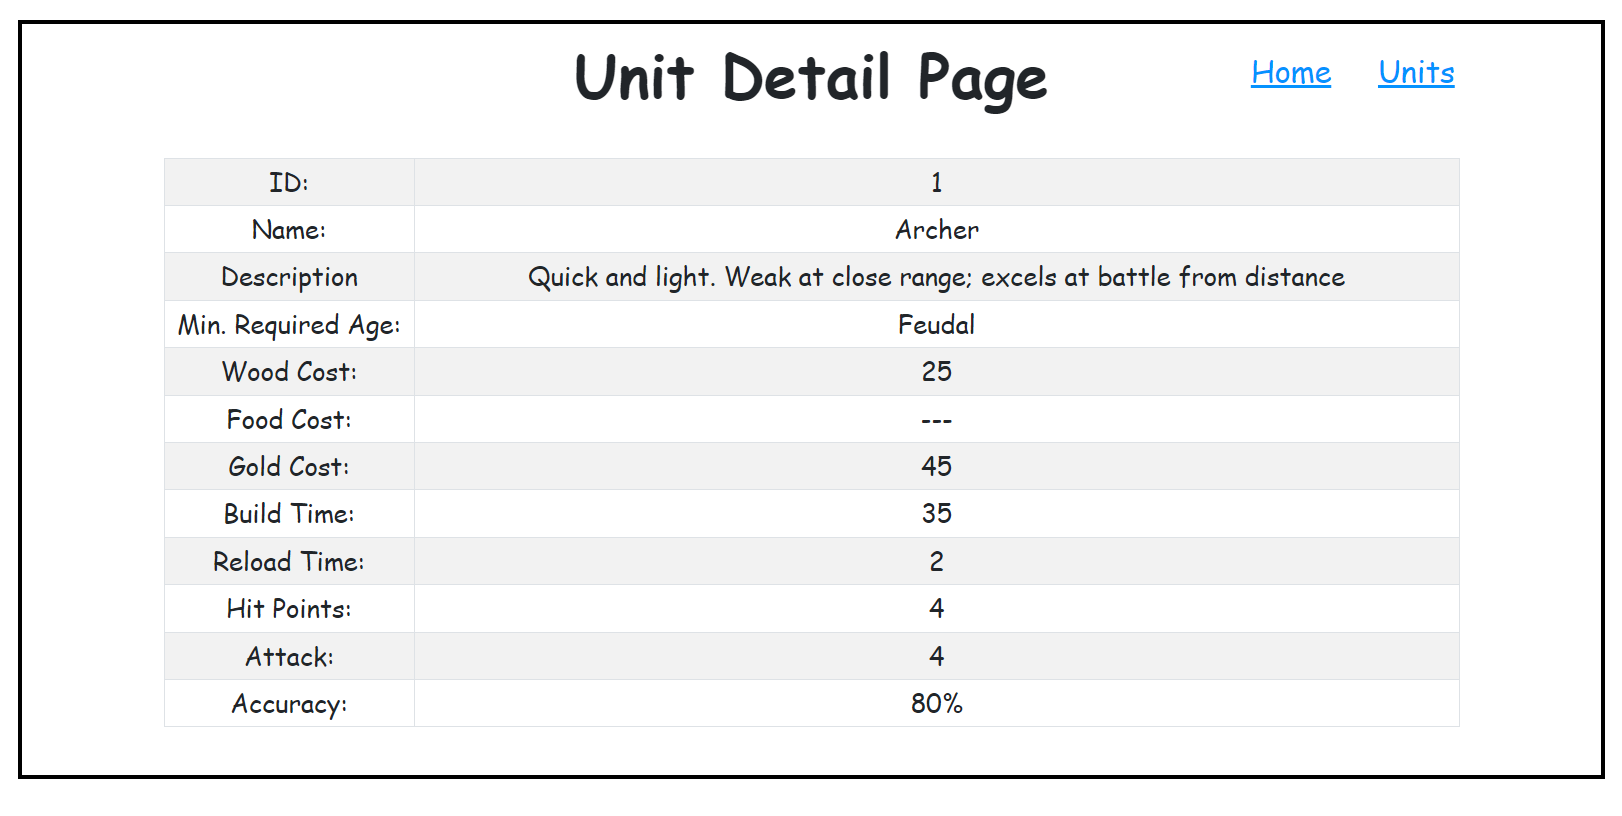 Unit Detail Page
Home Units
ID: 1
Name: Archer
Description Quick and light. Weak at close range; excels at battle from distance
Min. Required Age: Feudal
Wood Cost: 25
Food Cost: ---
Gold Cost: 45
Build Time: 35
Reload Time: 2
Hit Points: 4
Attack: 4
Accuracy: 80%